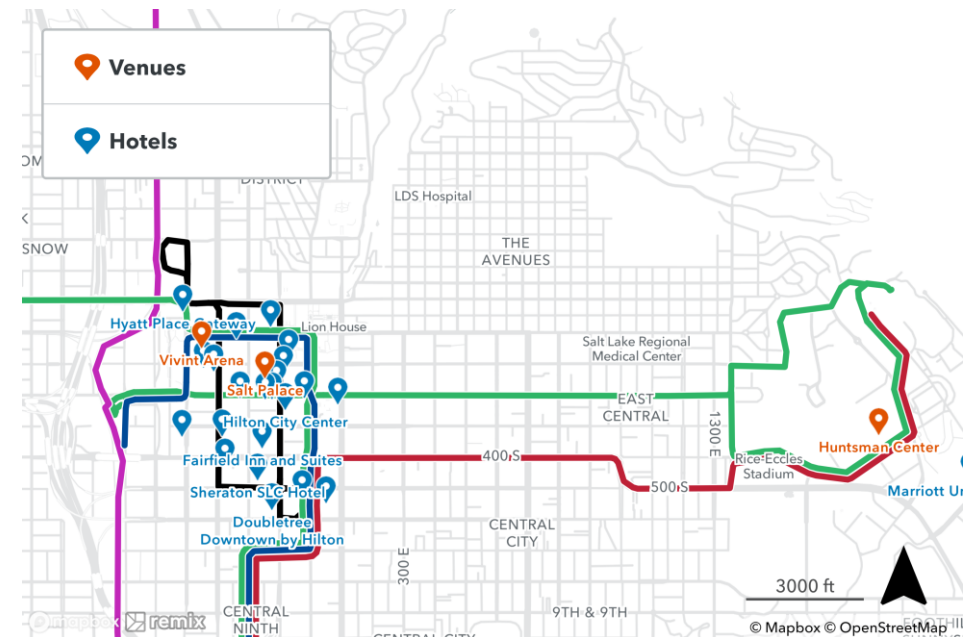 Venues
Hotels
DISTRICT
LDS Hospital
SNOW
THE
AVENUES
Hyatt Place Gateway
Lion House
Vivint Arena
Salt Lake Regional
Medical Center
Salt Palace
EAST
CENTRAL
Hilton City Center
1300 E
Huntsman Center
Fairfield Inn and Suites
400 S
Rice-Eccles
Stadium
500 S
Sheraton SLC Hotel
Marriott Un
Doubletree
Downtown by Hilton
CENTRAL
CITY
300 E
3000 ft
CENTRAL
NINTH
9TH & 9TH
mapbox remix
© Mapbox © OpenStreetMap
CENTRAL CITY